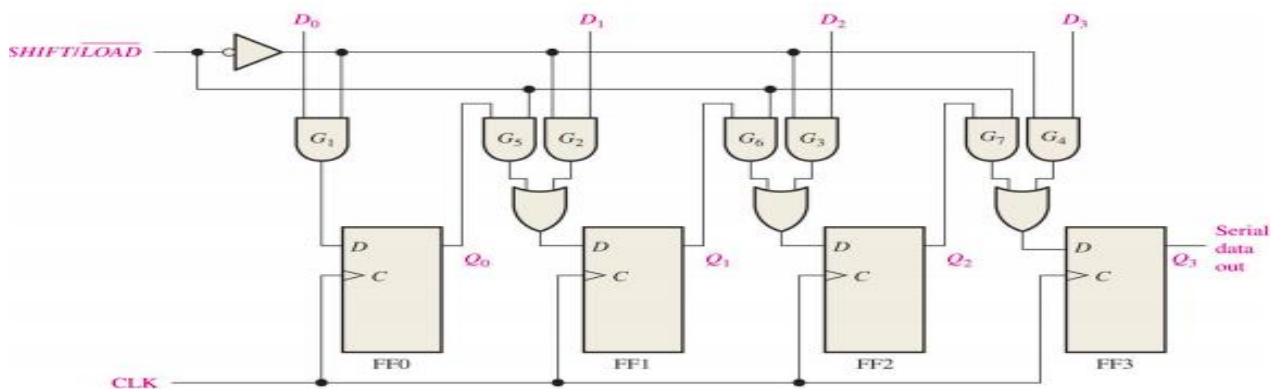 D₀ D₁ D₂ D₃
SHIFT/L̅O̅A̅D̅
G₁ G₅ G₂ G₆ G₃ G₇ G₄
D D D D
Q₀ Q₁ Q₂ Q₃
Serial
data
out
C C C C
FF0 FF1 FF2 FF3
CLK